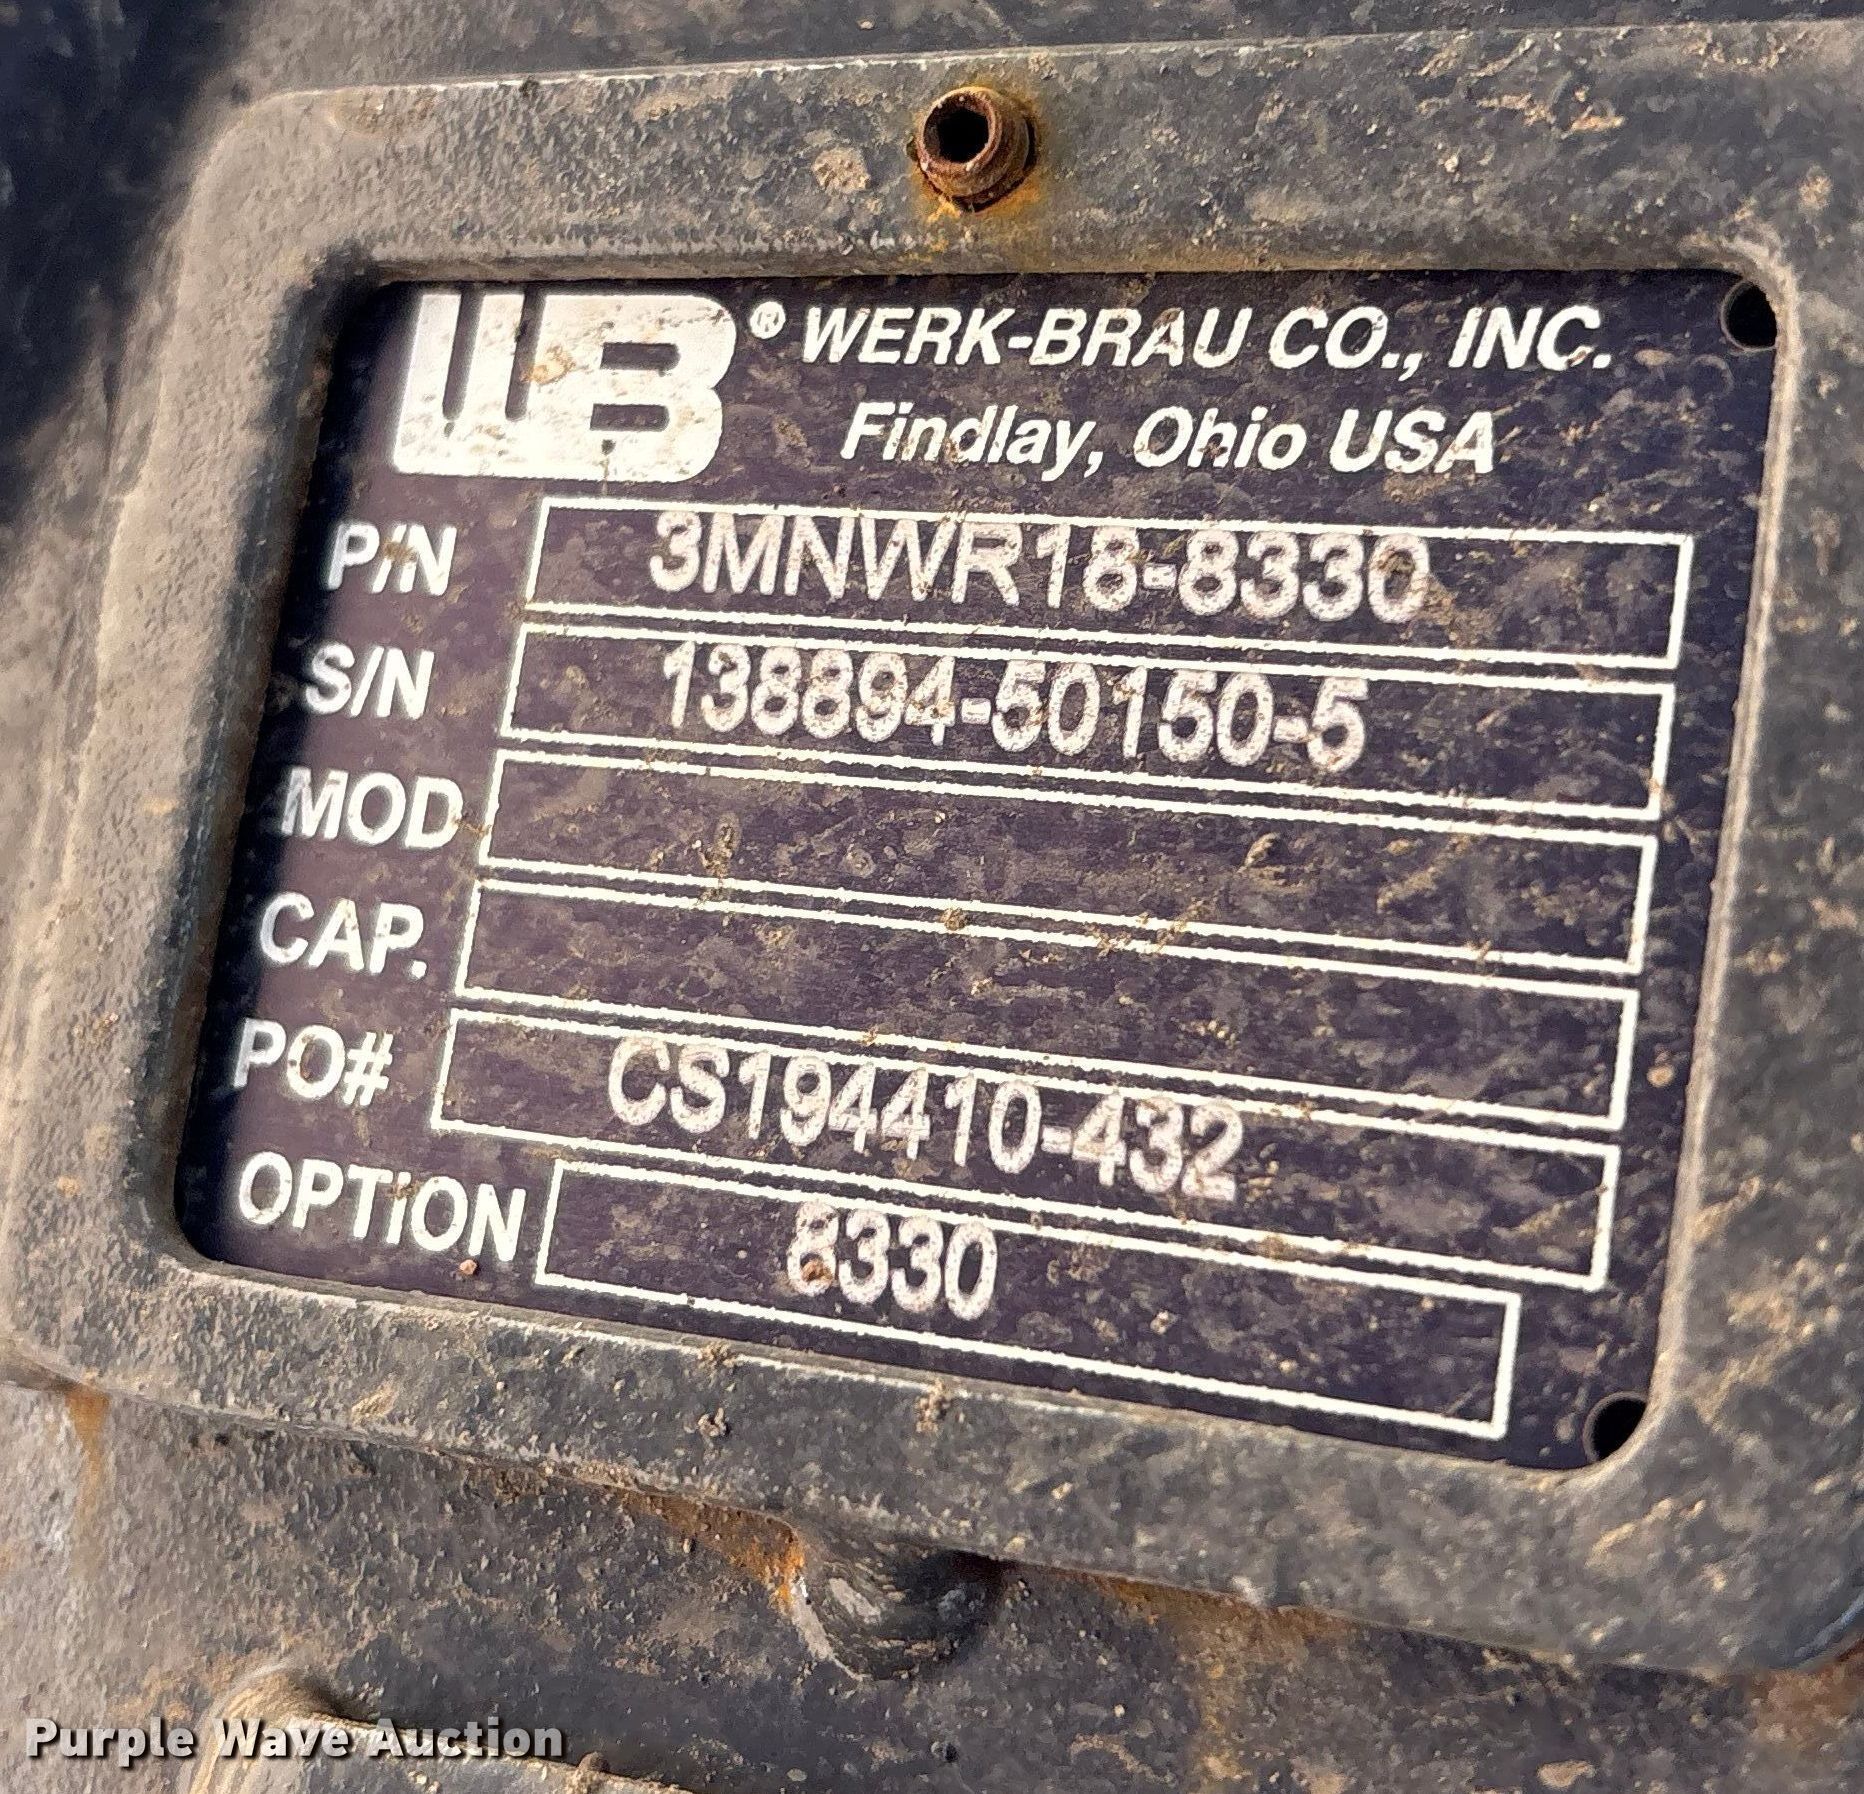 WB® WERK-BRAU CO., INC.
Findlay, Ohio USA
P/N 3MNWR18-8330
S/N 138894-50150-5
MOD
CAP.
PO# CS194410-432
OPTION 8330
Purple Wave Auction